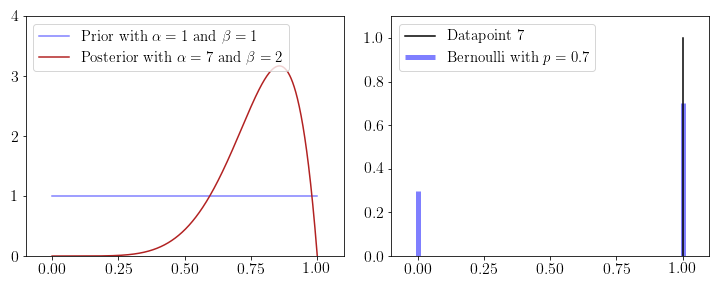 Prior with α = 1 and β = 1
Posterior with α = 7 and β = 2
4
3
2
1
0
0.00 0.25 0.50 0.75 1.00
Datapoint 7
Bernoulli with p = 0.7
1.0
0.8
0.6
0.4
0.2
0.0
0.00 0.25 0.50 0.75 1.00